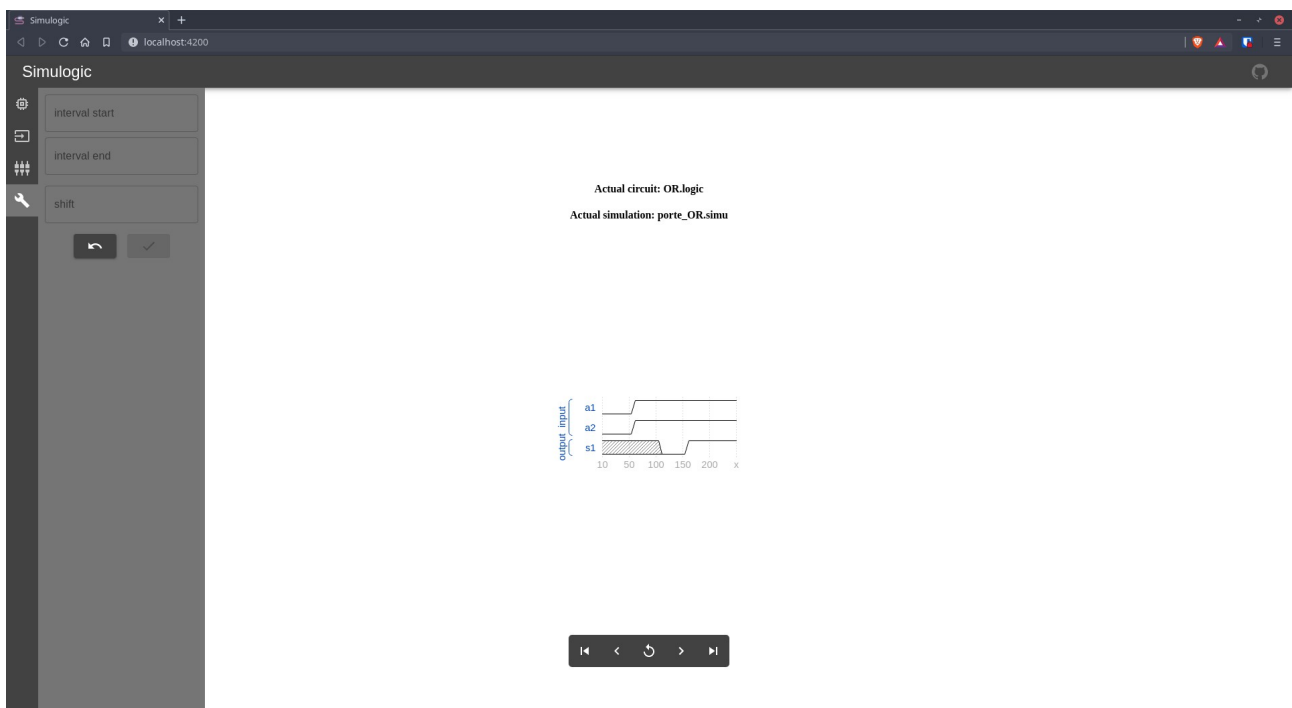 Simulogic
localhost:4200
Simulogic
interval start
interval end
shift
Actual circuit: OR.logic
Actual simulation: porte_OR.simu
input
a1
a2
output
s1
10 50 100 150 200 x